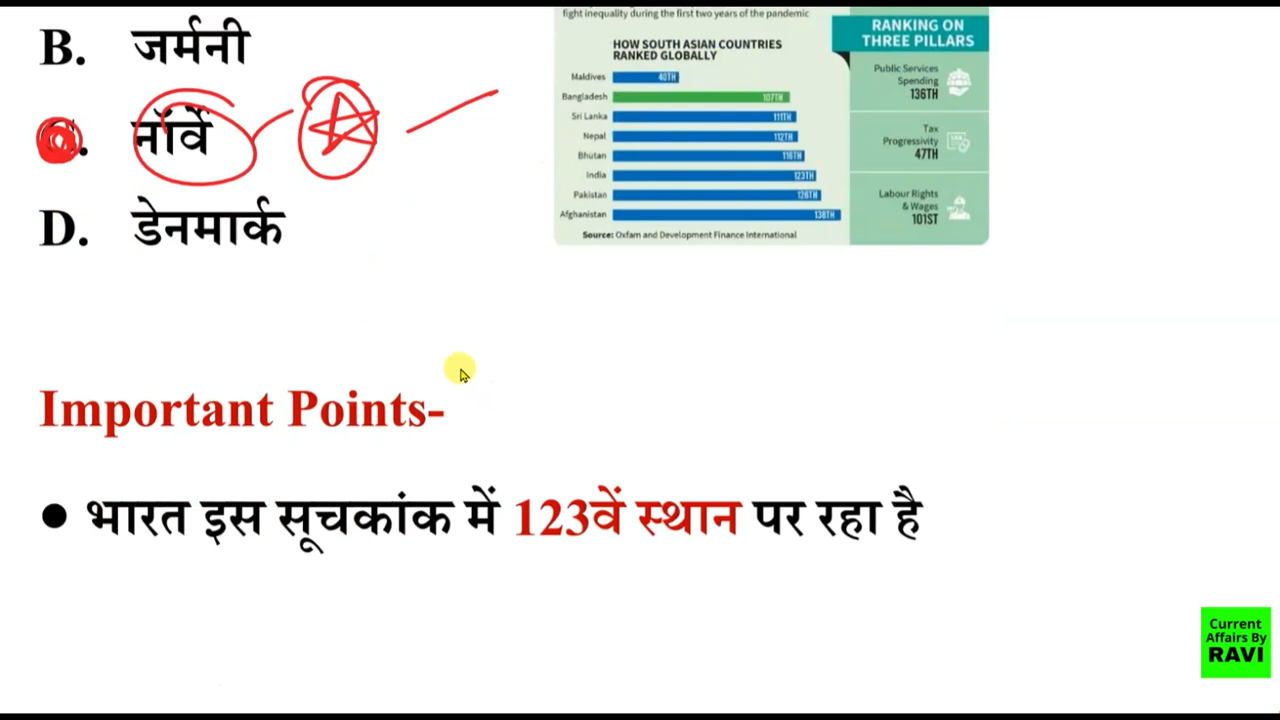 B. जर्मनी
नॉर्वे
D. डेनमार्क
fight inequality during the first two years of the pandemic
HOW SOUTH ASIAN COUNTRIES
RANKED GLOBALLY
Maldives 40TH
Bangladesh 107TH
Sri Lanka 111TH
Nepal 112TH
Bhutan 116TH
India 123TH
Pakistan 126TH
Afghanistan 138TH
Source: Oxfam and Development Finance International
RANKING ON
THREE PILLARS
Public Services
Spending
136TH
Tax
Progressivity
47TH
Labour Rights
& Wages
101ST
Important Points-
● भारत इस सूचकांक में 123वें स्थान पर रहा है
Current
Affairs By
RAVI